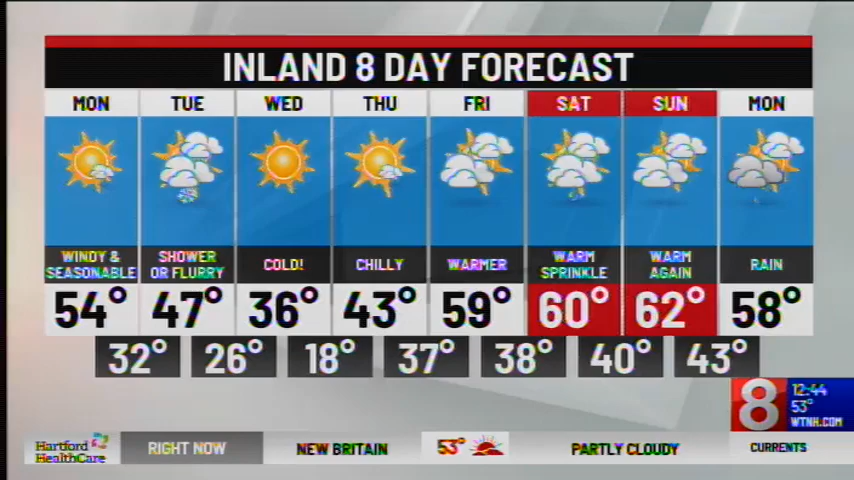 INLAND 8 DAY FORECAST
MON TUE WED THU FRI SAT SUN MON
WINDY & SEASONABLE SHOWER OR FLURRY COLD! CHILLY WARMER WARM SPRINKLE WARM AGAIN RAIN
54° 47° 36° 43° 59° 60° 62° 58°
32° 26° 18° 37° 38° 40° 43°
8 12:44
53°
WTNH.COM
Hartford HealthCare
RIGHT NOW NEW BRITAIN 53° PARTLY CLOUDY CURRENTS